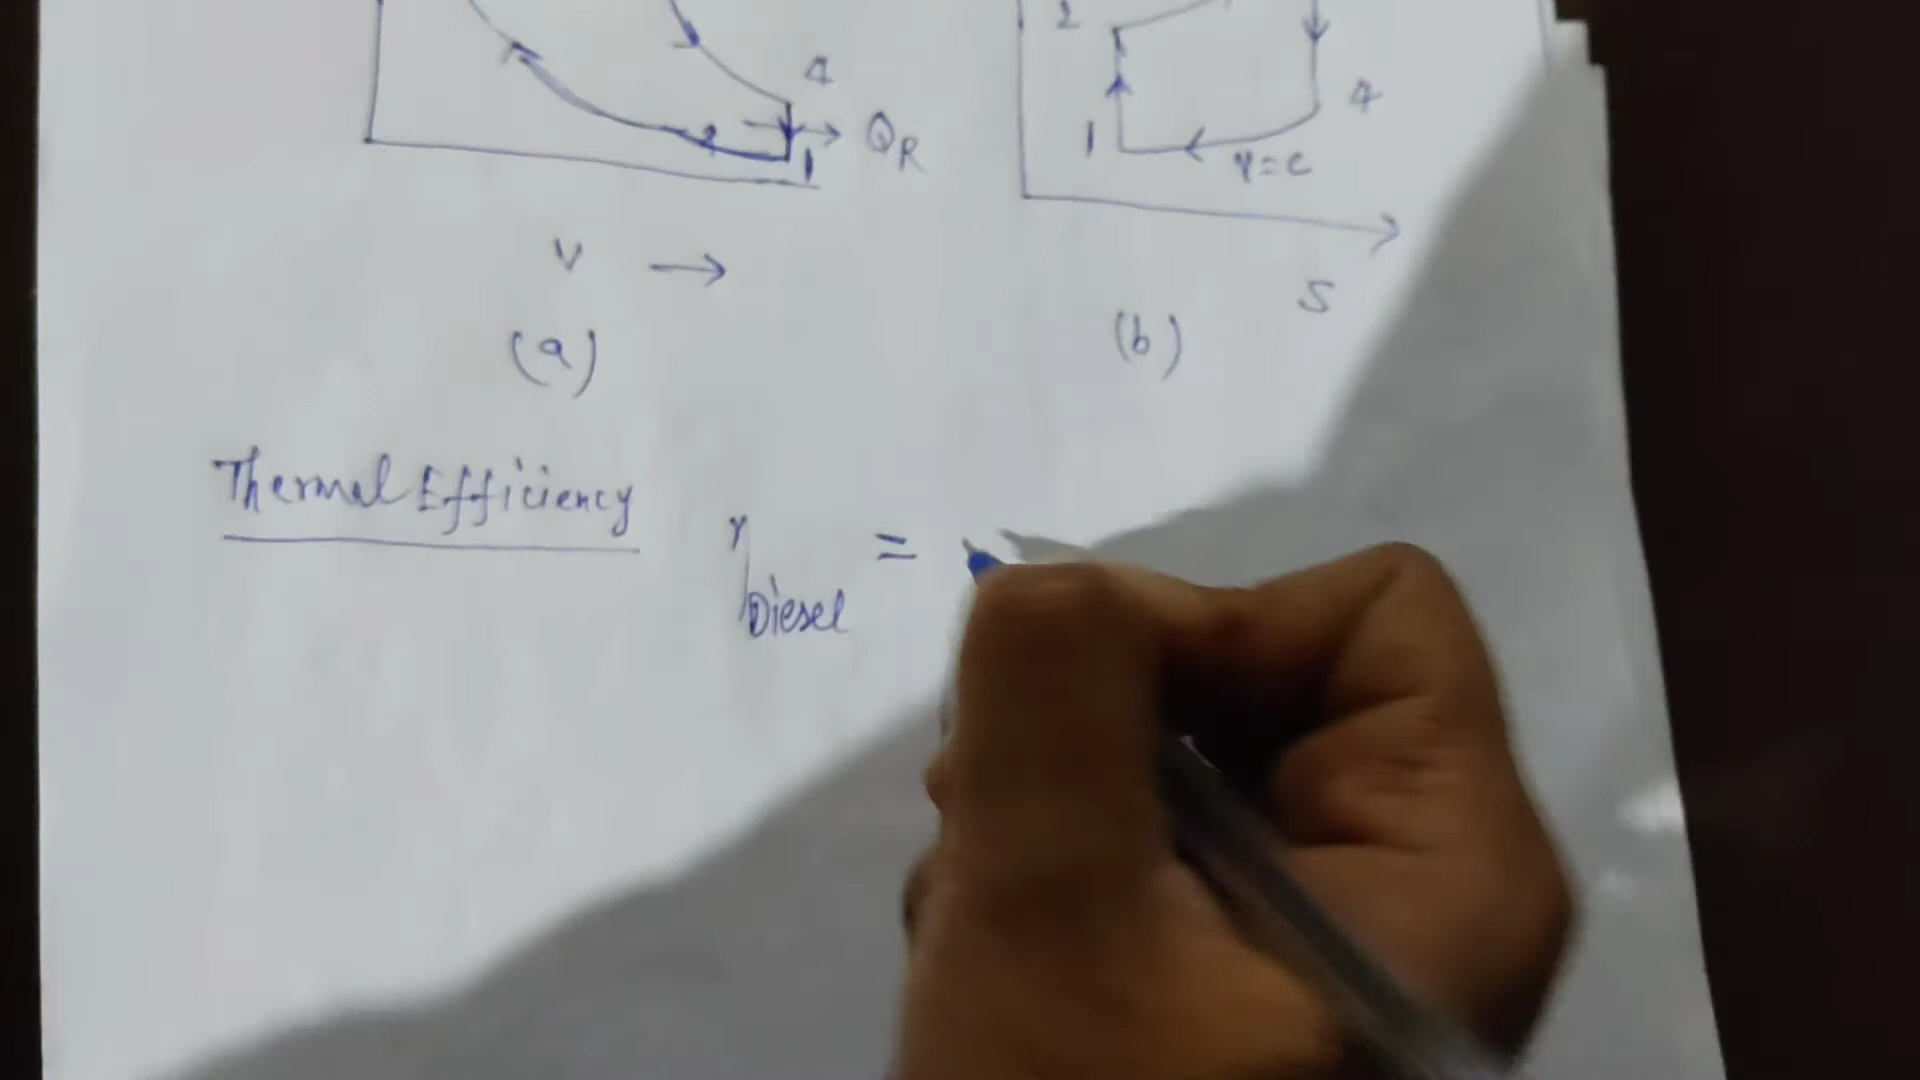 2
4
4
Q_R
1
1
v=c
V →
S
(a)
(b)
Thermal Efficiency
η_Diesel =